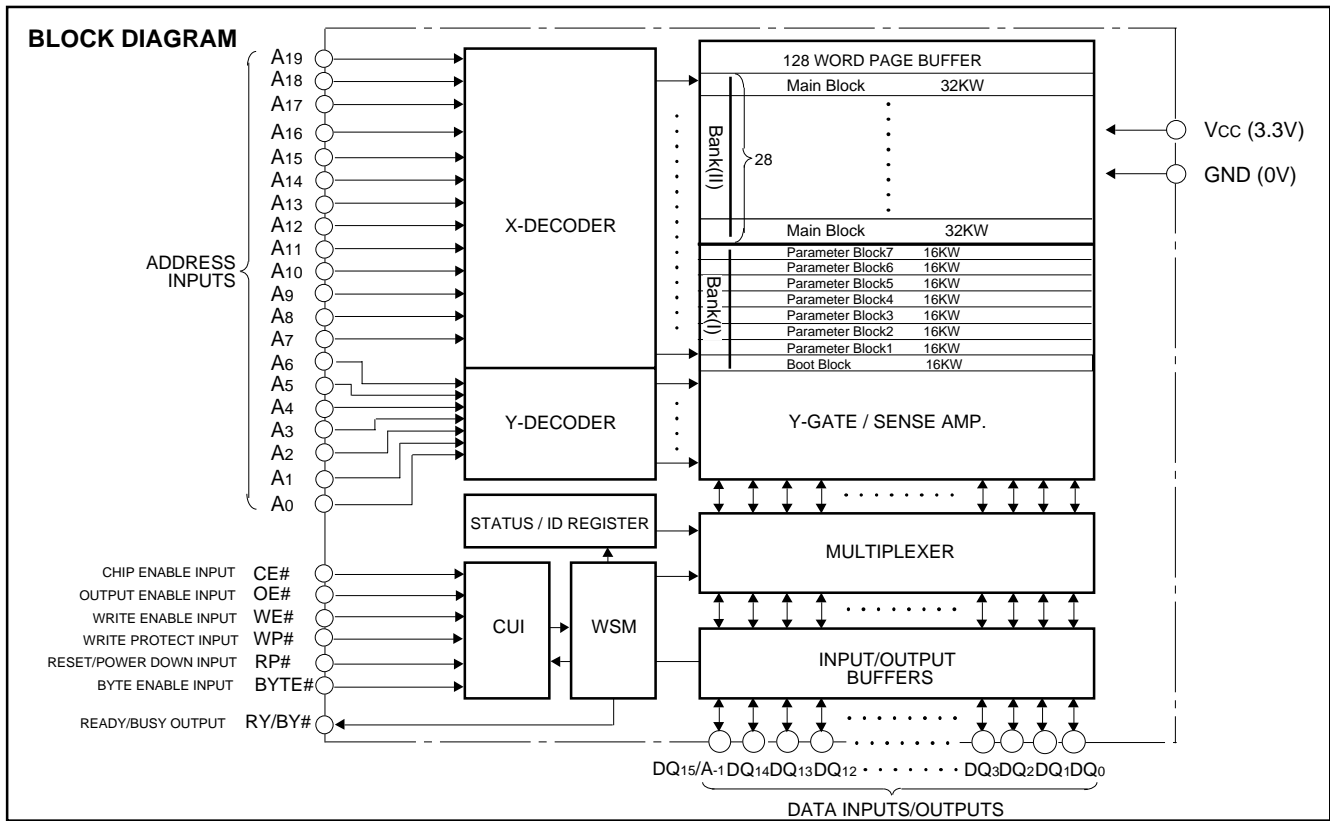 BLOCK DIAGRAM
A19
A18
A17
A16
A15
A14
A13
A12
A11
A10
A9
A8
A7
A6
A5
A4
A3
A2
A1
A0
ADDRESS
INPUTS
X-DECODER
Y-DECODER
128 WORD PAGE BUFFER
Main Block 32KW
Bank(II)
28
Main Block 32KW
Bank(I)
Parameter Block7 16KW
Parameter Block6 16KW
Parameter Block5 16KW
Parameter Block4 16KW
Parameter Block3 16KW
Parameter Block2 16KW
Parameter Block1 16KW
Boot Block 16KW
Y-GATE / SENSE AMP.
VCC (3.3V)
GND (0V)
STATUS / ID REGISTER
MULTIPLEXER
CHIP ENABLE INPUT CE#
OUTPUT ENABLE INPUT OE#
WRITE ENABLE INPUT WE#
WRITE PROTECT INPUT WP#
RESET/POWER DOWN INPUT RP#
BYTE ENABLE INPUT BYTE#
READY/BUSY OUTPUT RY/BY#
CUI
WSM
INPUT/OUTPUT
BUFFERS
DQ15/A-1 DQ14 DQ13 DQ12 DQ3 DQ2 DQ1 DQ0
DATA INPUTS/OUTPUTS